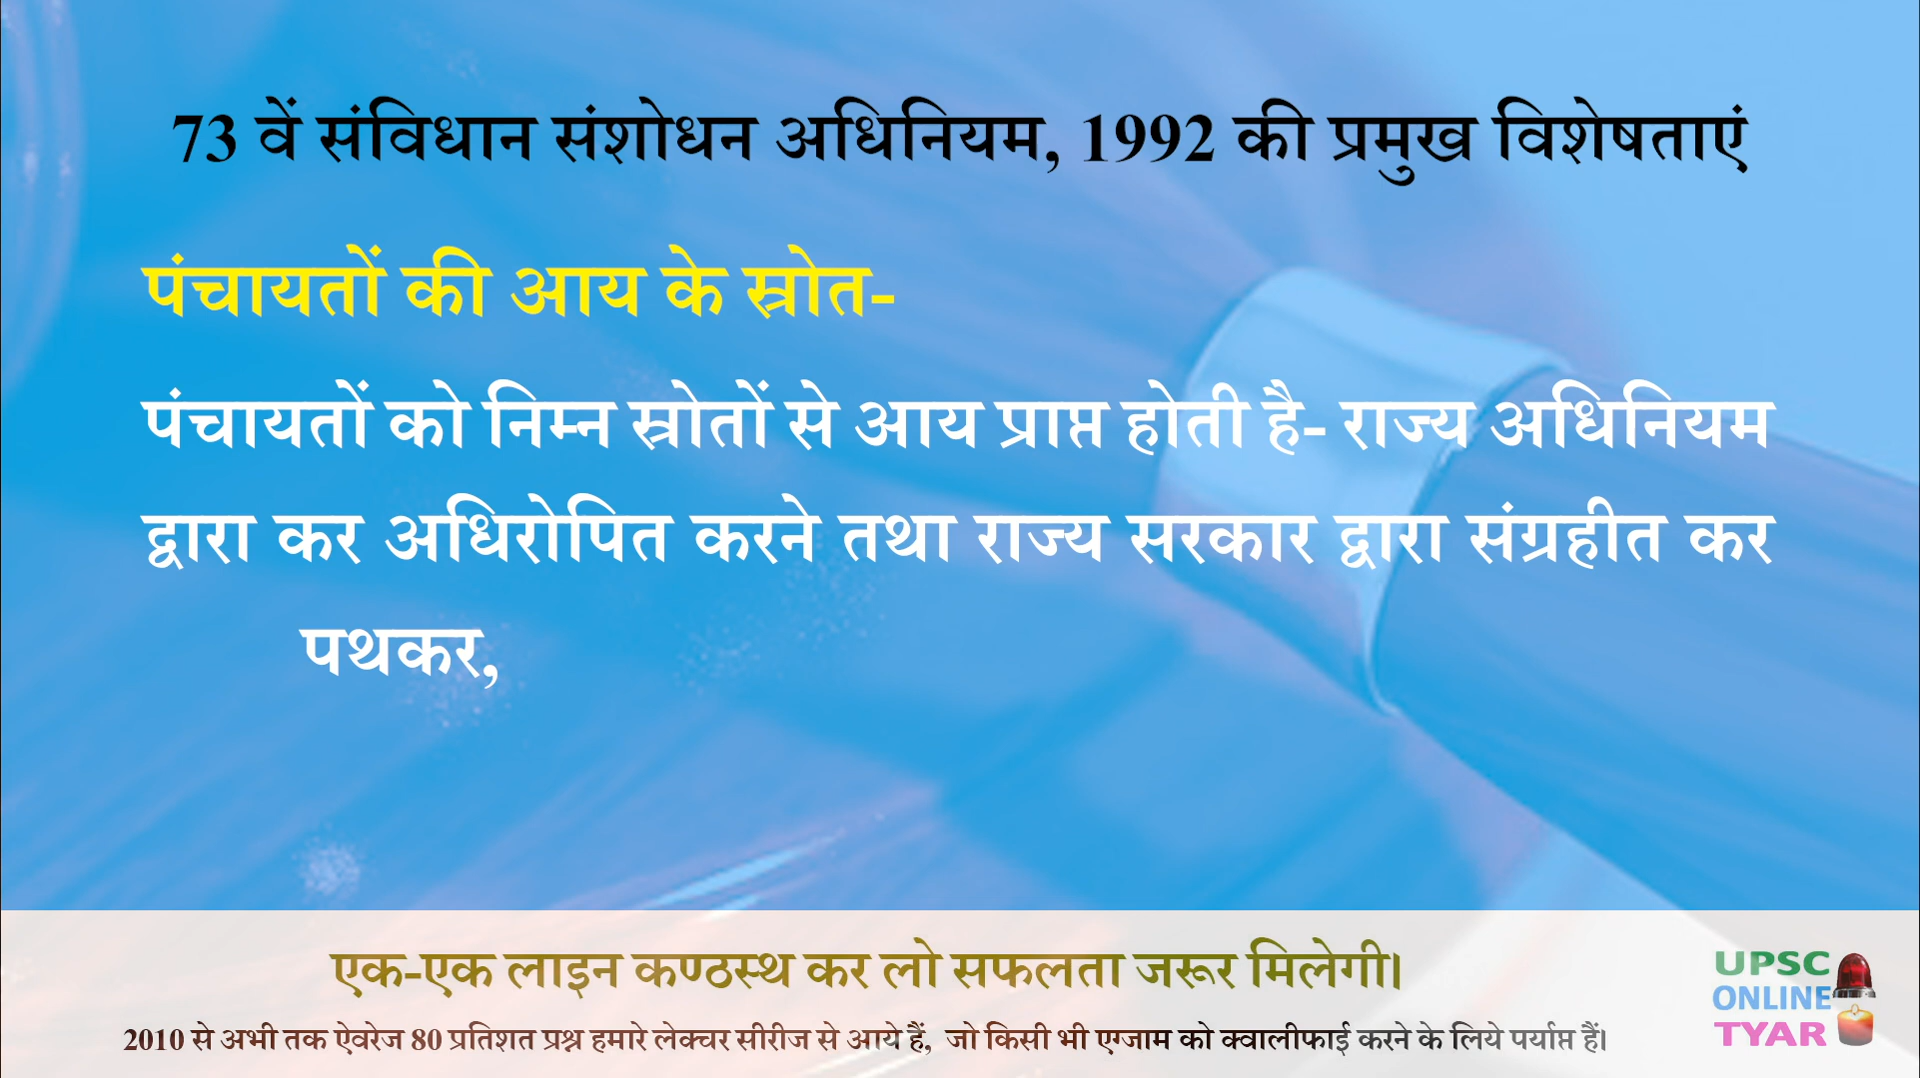 73 वें संविधान संशोधन अधिनियम, 1992 की प्रमुख विशेषताएं
पंचायतों की आय के स्रोत-
पंचायतों को निम्न स्रोतों से आय प्राप्त होती है- राज्य अधिनियम
द्वारा कर अधिरोपित करने तथा राज्य सरकार द्वारा संग्रहीत कर
पथकर,
एक-एक लाइन कण्ठस्थ कर लो सफलता जरूर मिलेगी।
2010 से अभी तक ऐवरेज 80 प्रतिशत प्रश्न हमारे लेक्चर सीरीज से आये हैं, जो किसी भी एग्जाम को क्वालीफाई करने के लिये पर्याप्त हैं।
UPSC
ONLINE
TYAR